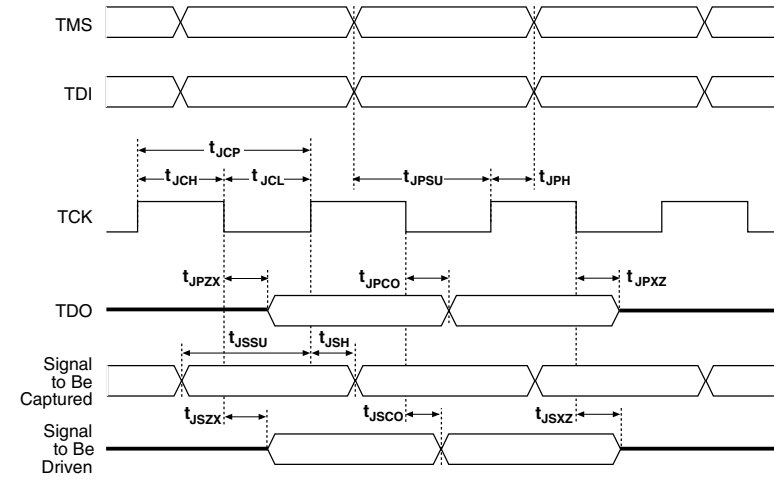 TMS
TDI
tJCP
tJCH tJCL tJPSU tJPH
TCK
tJPZX tJPCO tJPXZ
TDO
tJSSU tJSH
Signal
to Be
Captured
tJSZX tJSCO tJSXZ
Signal
to Be
Driven